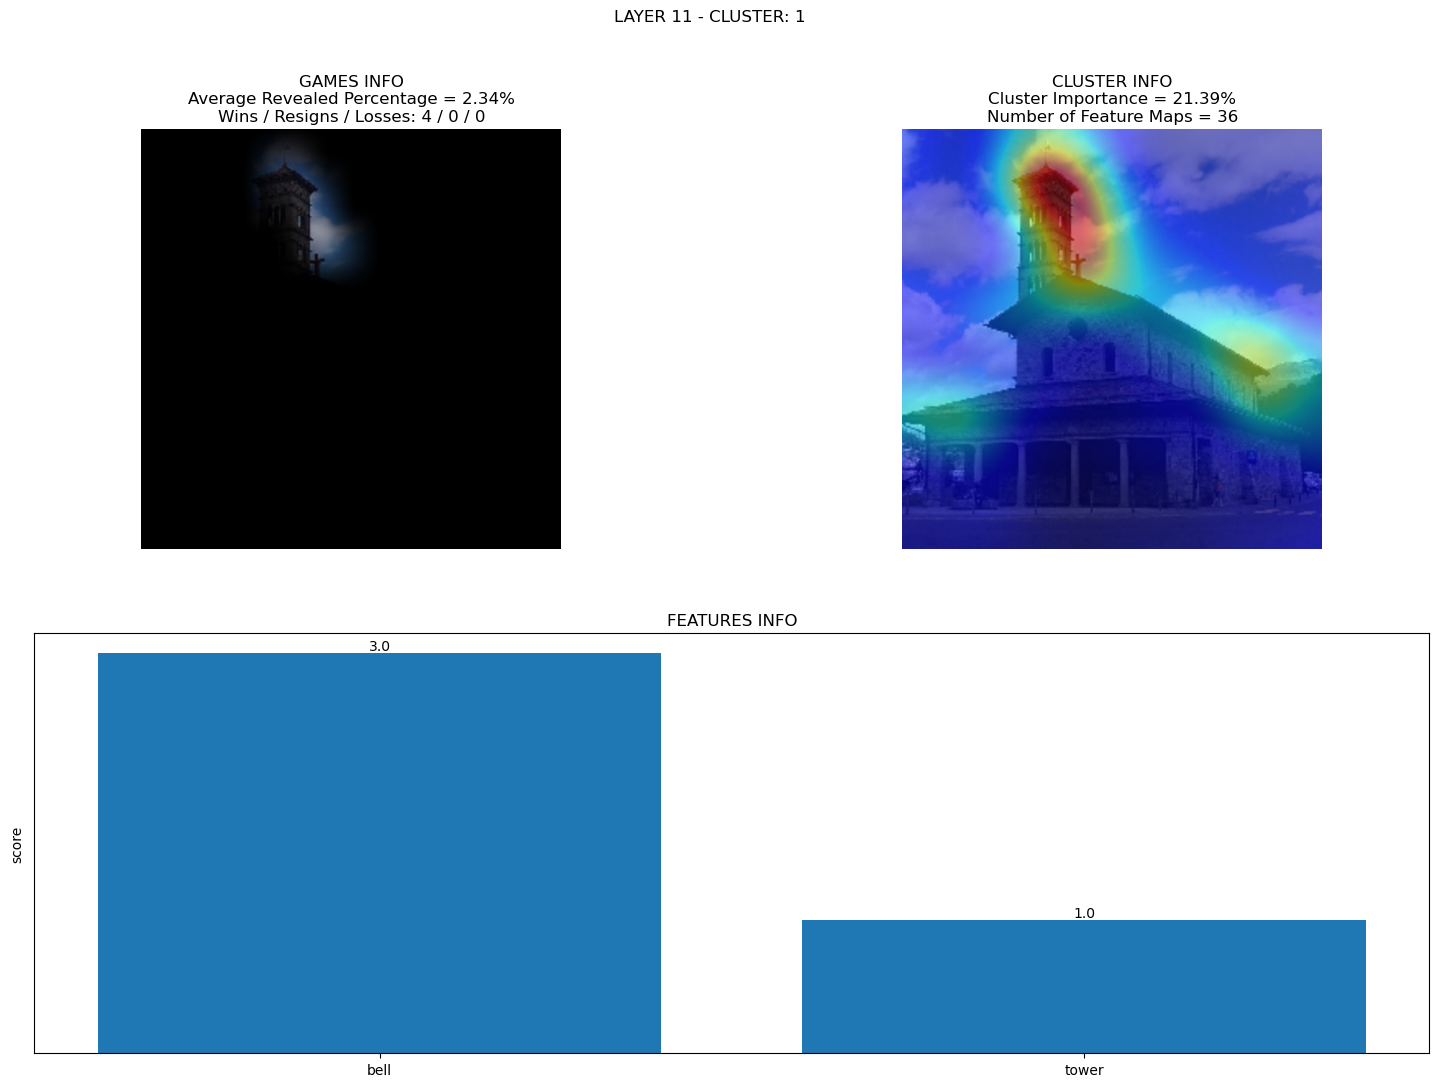 LAYER 11 - CLUSTER: 1
GAMES INFO
Average Revealed Percentage = 2.34%
Wins / Resigns / Losses: 4 / 0 / 0
CLUSTER INFO
Cluster Importance = 21.39%
Number of Feature Maps = 36
FEATURES INFO
score
3.0
1.0
bell
tower